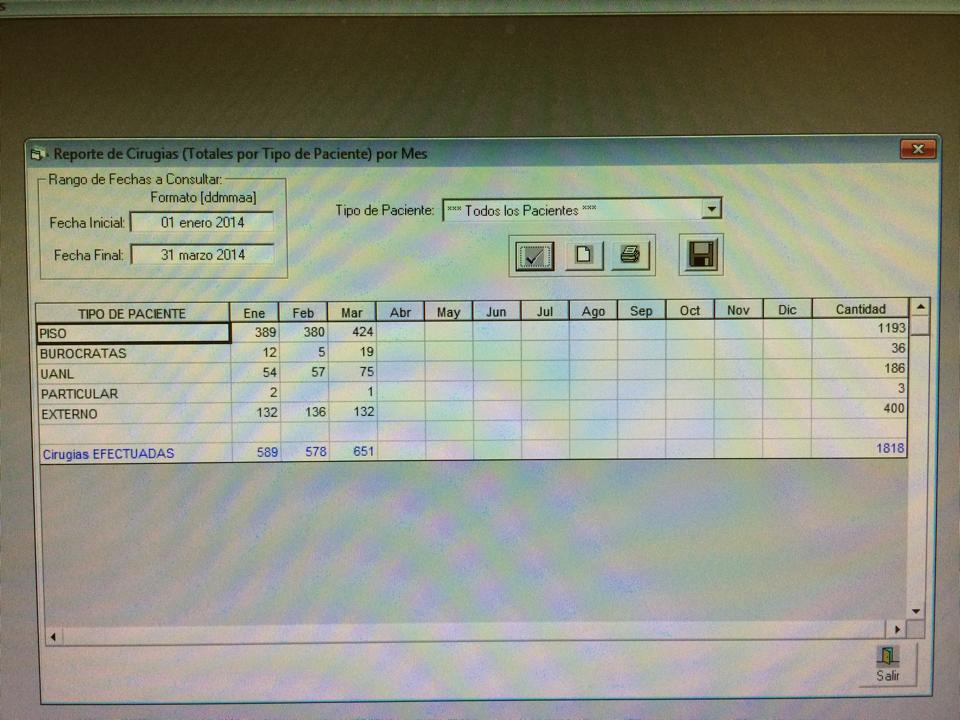 s
Reporte de Cirugias (Totales por Tipo de Paciente) por Mes
Rango de Fechas a Consultar:
Formato [ddmmaa]
Fecha Inicial: 01 enero 2014
Tipo de Paciente: *** Todos los Pacientes ***
Fecha Final: 31 marzo 2014
TIPO DE PACIENTE Ene Feb Mar Abr May Jun Jul Ago Sep Oct Nov Dic Cantidad
PISO 389 380 424 1193
BUROCRATAS 12 5 19 36
UANL 54 57 75 186
PARTICULAR 2 1 3
EXTERNO 132 136 132 400
Cirugias EFECTUADAS 589 578 651 1818
Salir